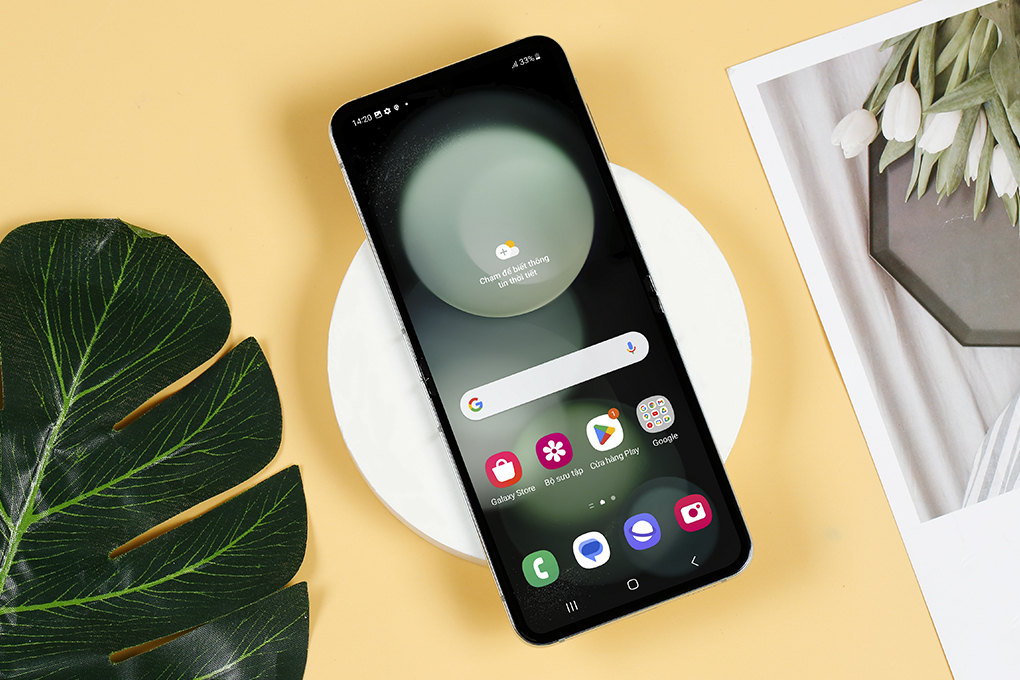 14:20
33%
Chạm để biết thông
tin thời tiết
1
Galaxy Store
Bộ sưu tập
Cửa hàng Play
Google